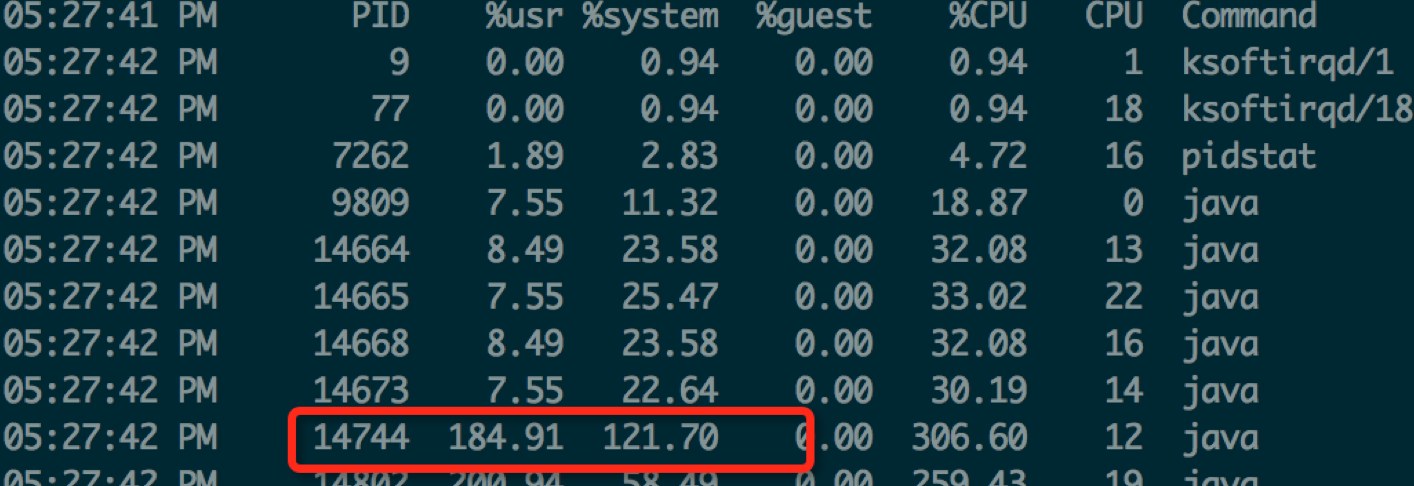 05:27:41 PM PID %usr %system %guest %CPU CPU Command
05:27:42 PM 9 0.00 0.94 0.00 0.94 1 ksoftirqd/1
05:27:42 PM 77 0.00 0.94 0.00 0.94 18 ksoftirqd/18
05:27:42 PM 7262 1.89 2.83 0.00 4.72 16 pidstat
05:27:42 PM 9809 7.55 11.32 0.00 18.87 0 java
05:27:42 PM 14664 8.49 23.58 0.00 32.08 13 java
05:27:42 PM 14665 7.55 25.47 0.00 33.02 22 java
05:27:42 PM 14668 8.49 23.58 0.00 32.08 16 java
05:27:42 PM 14673 7.55 22.64 0.00 30.19 14 java
05:27:42 PM 14744 184.91 121.70 0.00 306.60 12 java
05:27:42 PM 14802 200.94 58.49 0.00 259.43 19 java